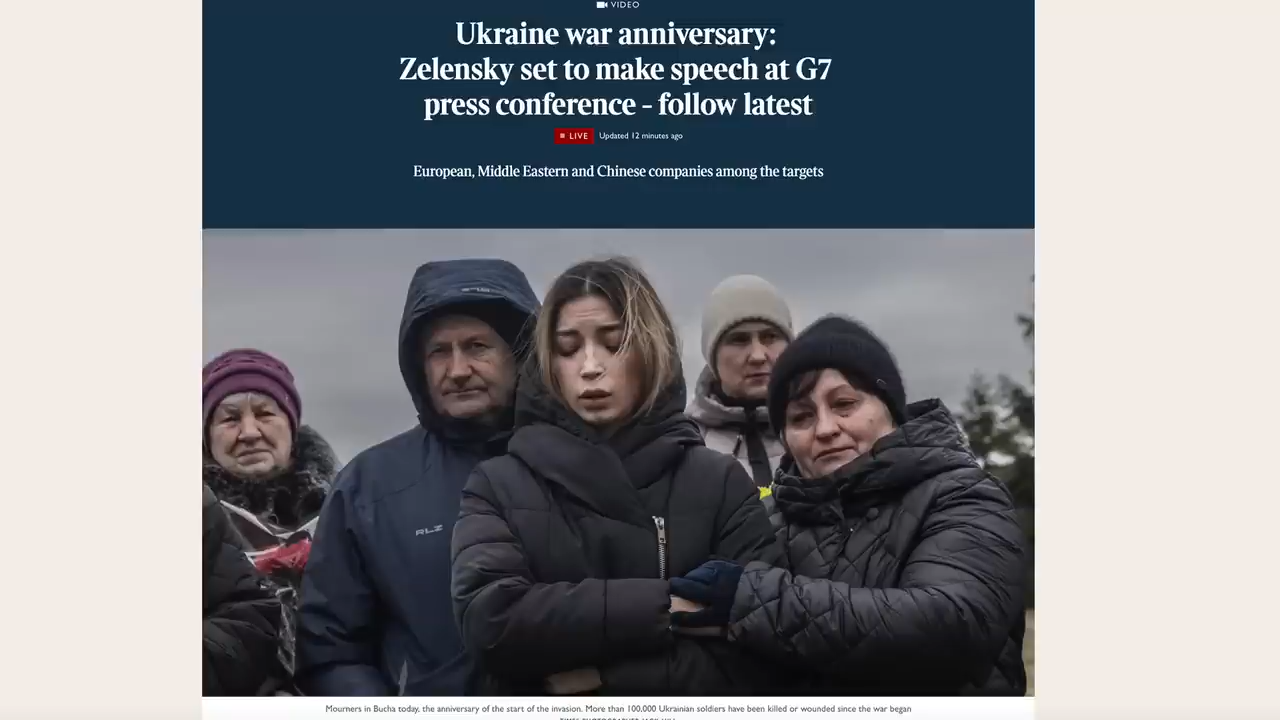 VIDEO
Ukraine war anniversary:
Zelensky set to make speech at G7
press conference - follow latest
LIVE Updated 12 minutes ago
European, Middle Eastern and Chinese companies among the targets
RLZ
Mourners in Bucha today, the anniversary of the start of the invasion. More than 100,000 Ukrainian soldiers have been killed or wounded since the war began